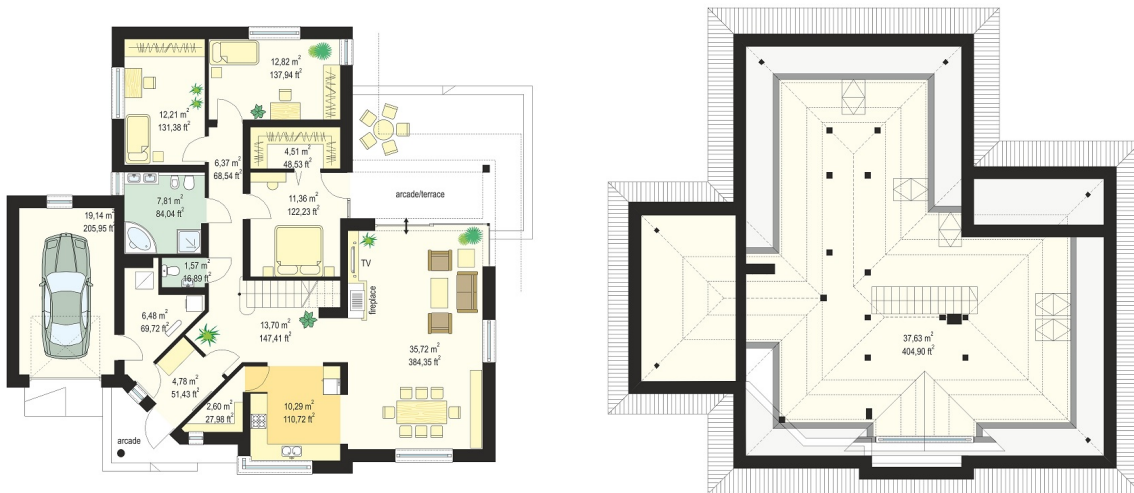 12,82 m²
137,94 ft²
12,21 m²
131,38 ft²
4,51 m²
48,53 ft²
6,37 m²
68,54 ft²
11,36 m²
122,23 ft²
arcade/terrace
7,81 m²
84,04 ft²
19,14 m²
205,95 ft²
TV
1,57 m²
16,89 ft²
fireplace
6,48 m²
69,72 ft²
13,70 m²
147,41 ft²
35,72 m²
384,35 ft²
4,78 m²
51,43 ft²
2,60 m²
27,98 ft²
10,29 m²
110,72 ft²
arcade
37,63 m²
404,90 ft²